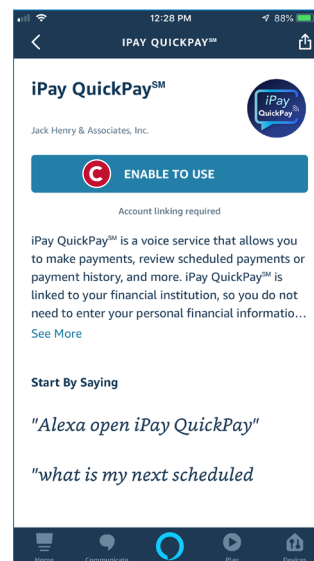 12:28 PM
88%
IPAY QUICKPAY℠
iPay QuickPay℠
iPay
QuickPay
Jack Henry & Associates, Inc.
C ENABLE TO USE
Account linking required
iPay QuickPay℠ is a voice service that allows you
to make payments, review scheduled payments or
payment history, and more. iPay QuickPay℠ is
linked to your financial institution, so you do not
need to enter your personal financial informatio...
See More
Start By Saying
"Alexa open iPay QuickPay"
"what is my next scheduled
Home Communicate Play Devices